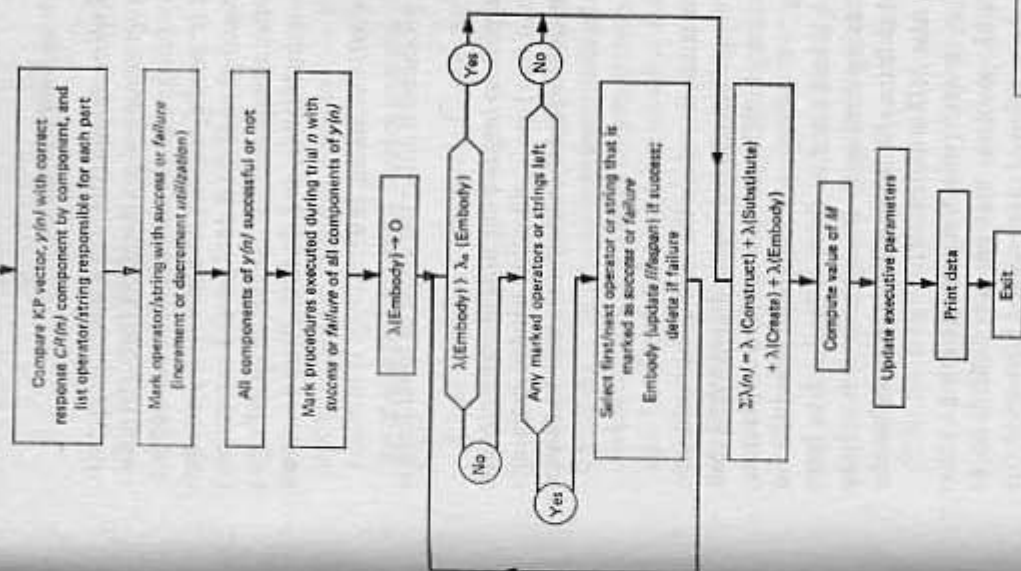 Compare KP vector, y(n) with correct
response CR(n) component by component, and
list operator/string responsible for each part
Mark operator/string with success or failure
(increment or decrement utilization)
All components of y(n) successful or not
Mark procedures executed during trial n with
success or failure of all components of y(n)
λ(Embody) → O
λ(Embody) ⟩ λₐ (Embody)
Yes
No
Any marked operators or strings left
No
Yes
Select first/next operator or string that is
marked as success or failure
Embody (update lifespan) if success;
delete if failure
Σλ(n) = λ (Construct) + λ(Substitute)
+ λ(Create) + λ(Embody)
Compute value of M
Update executive parameters
Print data
Exit